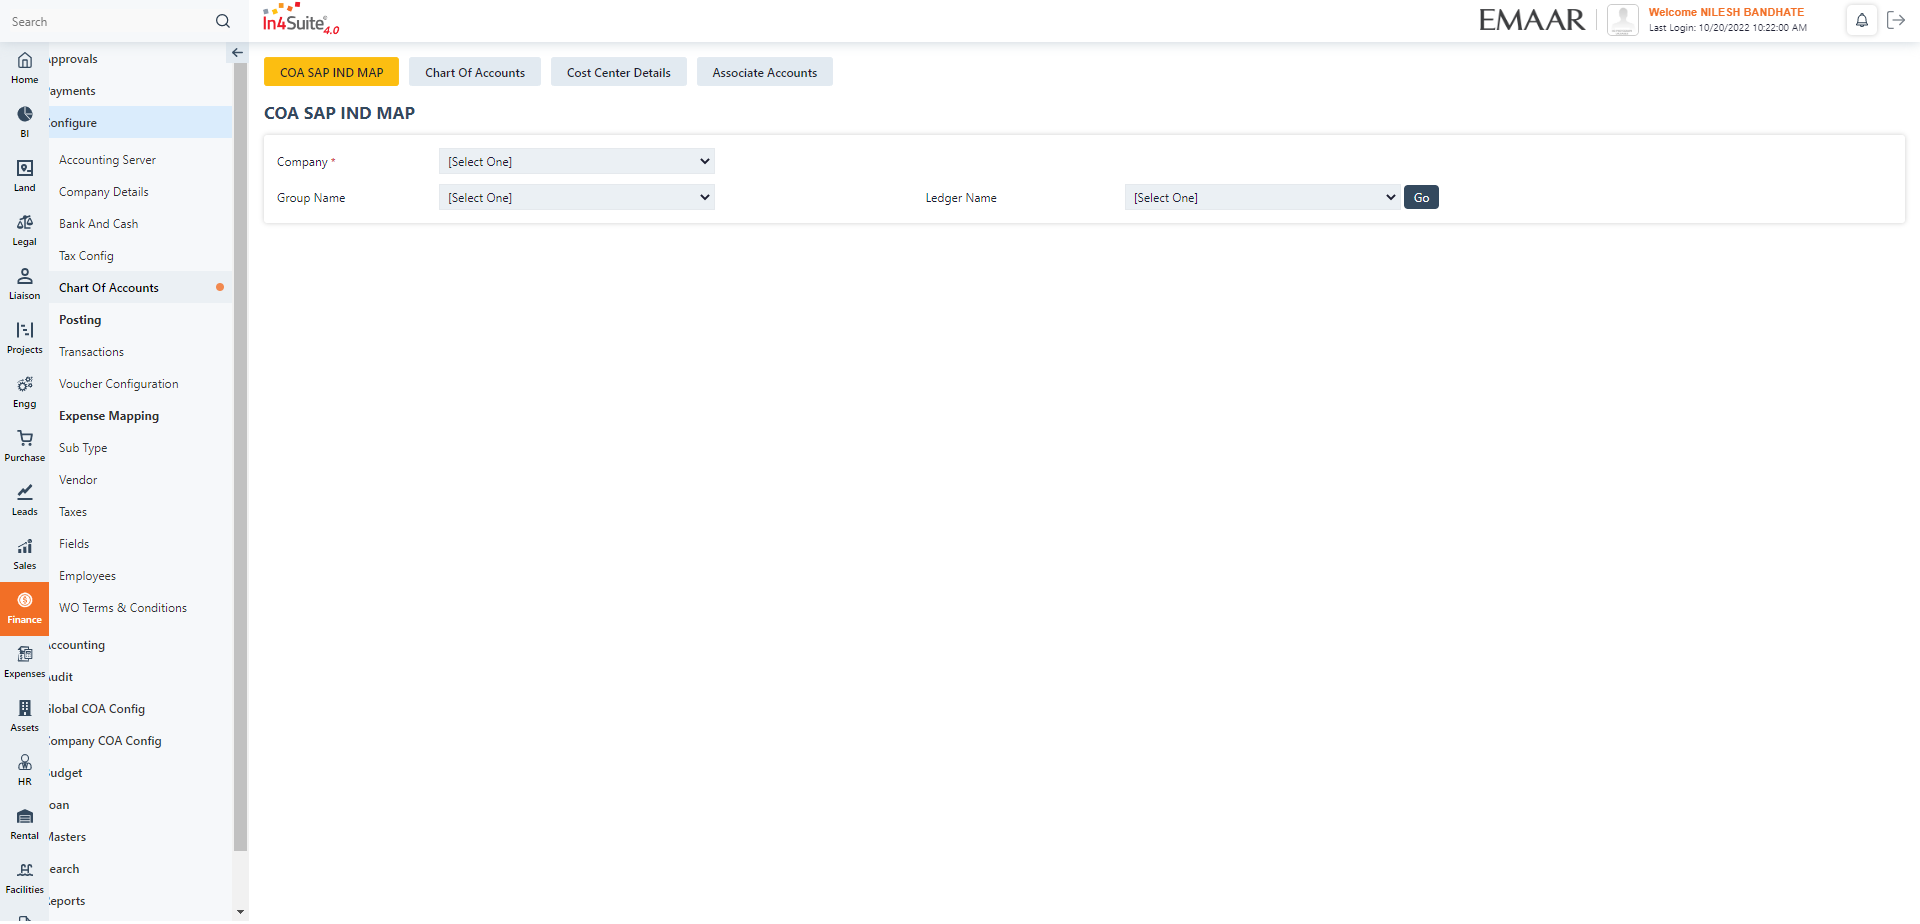 Search
In4Suite® 4.0
EMAAR
Welcome NILESH BANDHATE
Last Login: 10/20/2022 10:22:00 AM
Home
BI
Land
Legal
Liaison
Projects
Engg
Purchase
Leads
Sales
Finance
Expenses
Assets
HR
Rental
Facilities
pprovals
ayments
onfigure
Accounting Server
Company Details
Bank And Cash
Tax Config
Chart Of Accounts
Posting
Transactions
Voucher Configuration
Expense Mapping
Sub Type
Vendor
Taxes
Fields
Employees
WO Terms & Conditions
ccounting
udit
lobal COA Config
ompany COA Config
udget
oan
Masters
earch
eports
COA SAP IND MAP
Chart Of Accounts
Cost Center Details
Associate Accounts
COA SAP IND MAP
Company * [Select One]
Group Name [Select One] Ledger Name [Select One] Go